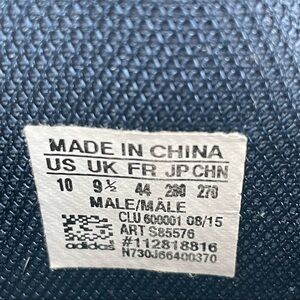 MADE IN CHINA
US UK FR JP CHN
10 9½ 44 280 270
MALE/MÂLE
CLU 600001 08/15
ART S85576
adidas #112818816
N730J66400370